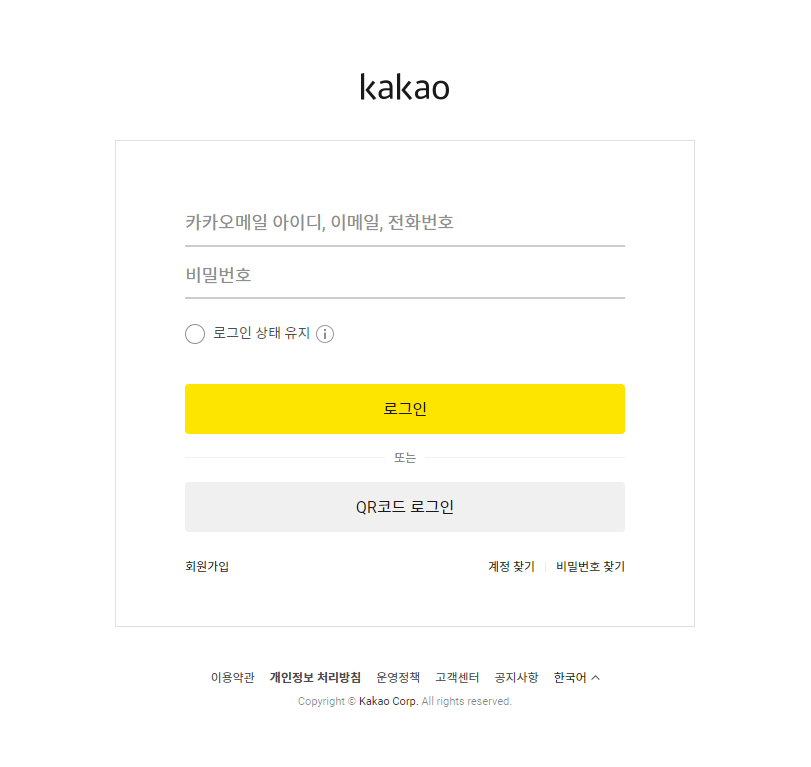 kakao
카카오메일 아이디, 이메일, 전화번호
비밀번호
로그인 상태 유지
로그인
또는
QR코드 로그인
회원가입 계정 찾기 비밀번호 찾기
이용약관 개인정보 처리방침 운영정책 고객센터 공지사항 한국어
Copyright © Kakao Corp. All rights reserved.